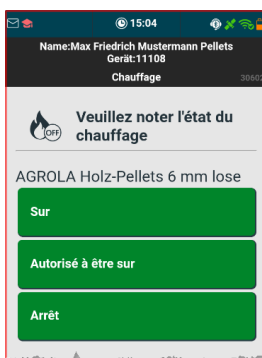 15:04
Name:Max Friedrich Mustermann Pellets
Gerät:11108
Chauffage
30602
OFF
Veuillez noter l'état du
chauffage
AGROLA Holz-Pellets 6 mm lose
Sur
Autorisé à être sur
Arrêt